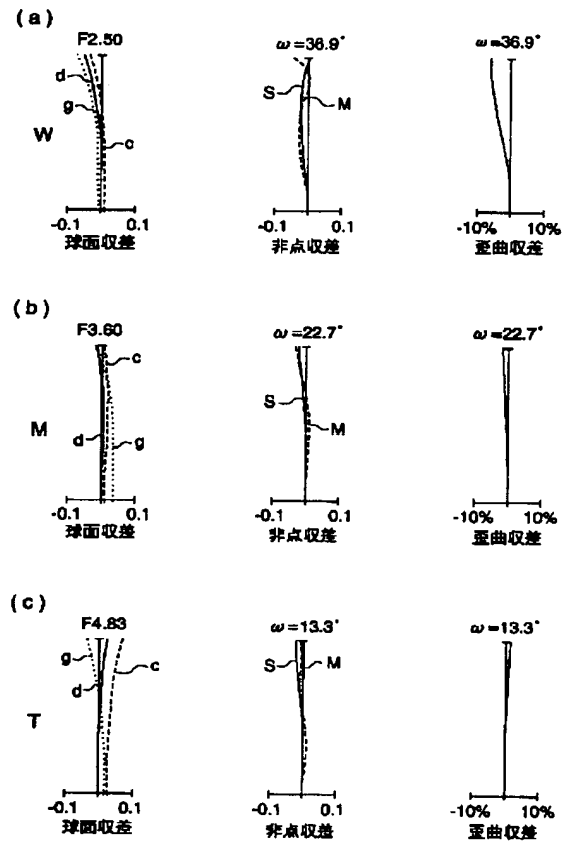 (a)
F2.50 ω=36.9° ω=36.9°
d
g
S
M
W
c
-0.1 0.1 -0.1 0.1 -10% 10%
球面収差 非点収差 歪曲収差
(b)
F3.60 ω=22.7° ω=22.7°
c
S
M
d
g
M
-0.1 0.1 -0.1 0.1 -10% 10%
球面収差 非点収差 歪曲収差
(c)
F4.83 ω=13.3° ω=13.3°
g
c
S
M
d
T
-0.1 0.1 -0.1 0.1 -10% 10%
球面収差 非点収差 歪曲収差